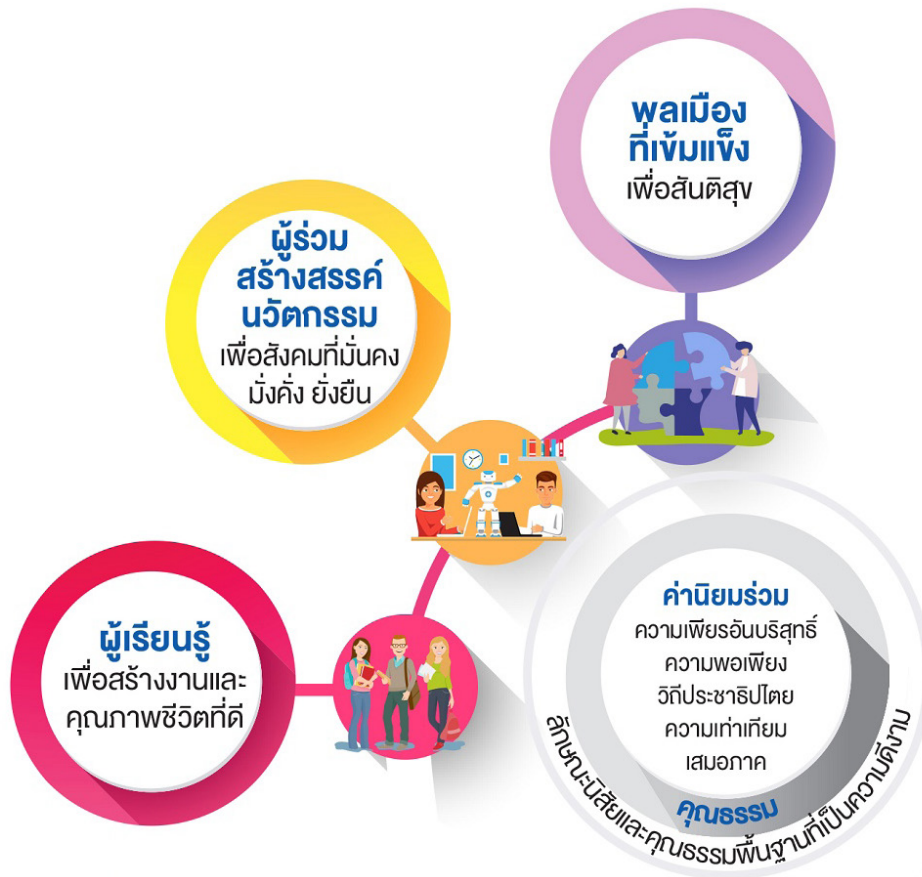 พลเมือง
ที่เข้มแข็ง
เพื่อสันติสุข
ผู้ร่วม
สร้างสรรค์
นวัตกรรม
เพื่อสังคมที่มั่นคง
มั่งคั่ง ยั่งยืน
ผู้เรียนรู้
เพื่อสร้างงานและ
คุณภาพชีวิตที่ดี
ค่านิยมร่วม
ความเพียรอันบริสุทธิ์
ความพอเพียง
วิถีประชาธิปไตย
ความเท่าเทียม
เสมอภาค
คุณธรรม
ลักษณะนิสัยและคุณธรรมพื้นฐานที่เป็นความดีงาม